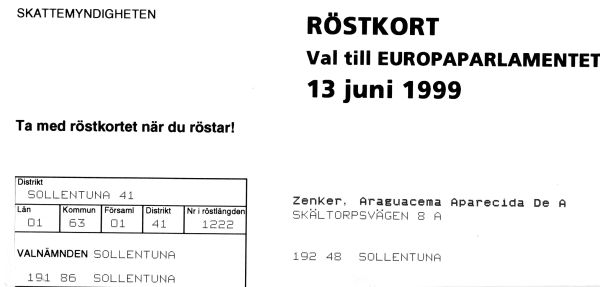 SKATTEMYNDIGHETEN
RÖSTKORT
Val till EUROPAPARLAMENTET
13 juni 1999
Ta med röstkortet när du röstar!
Distrikt
SOLLENTUNA 41
Län Kommun Församl Distrikt Nr i röstlängden
01 63 01 41 1222
VALNÄMNDEN SOLLENTUNA
191 86 SOLLENTUNA
Zenker, Araguacema Aparecida De A
SKÄLTORPSVÄGEN 8 A
192 48 SOLLENTUNA